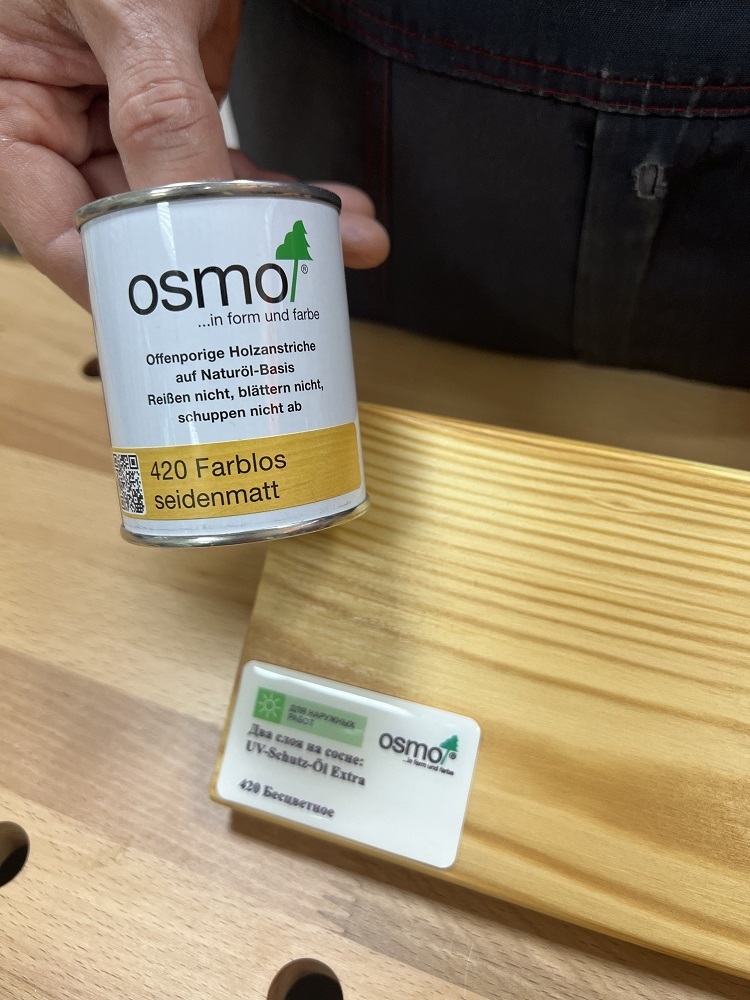 osmo®
...in form und farbe
Offenporige Holzanstriche
auf Naturöl-Basis
Reißen nicht, blättern nicht,
schuppen nicht ab
420 Farblos
seidenmatt
ДЛЯ НАРУЖНЫХ
РАБОТ
Два слоя на сосне:
UV-Schutz-Öl Extra
420 Бесцветное
osmo®
...in form und farbe